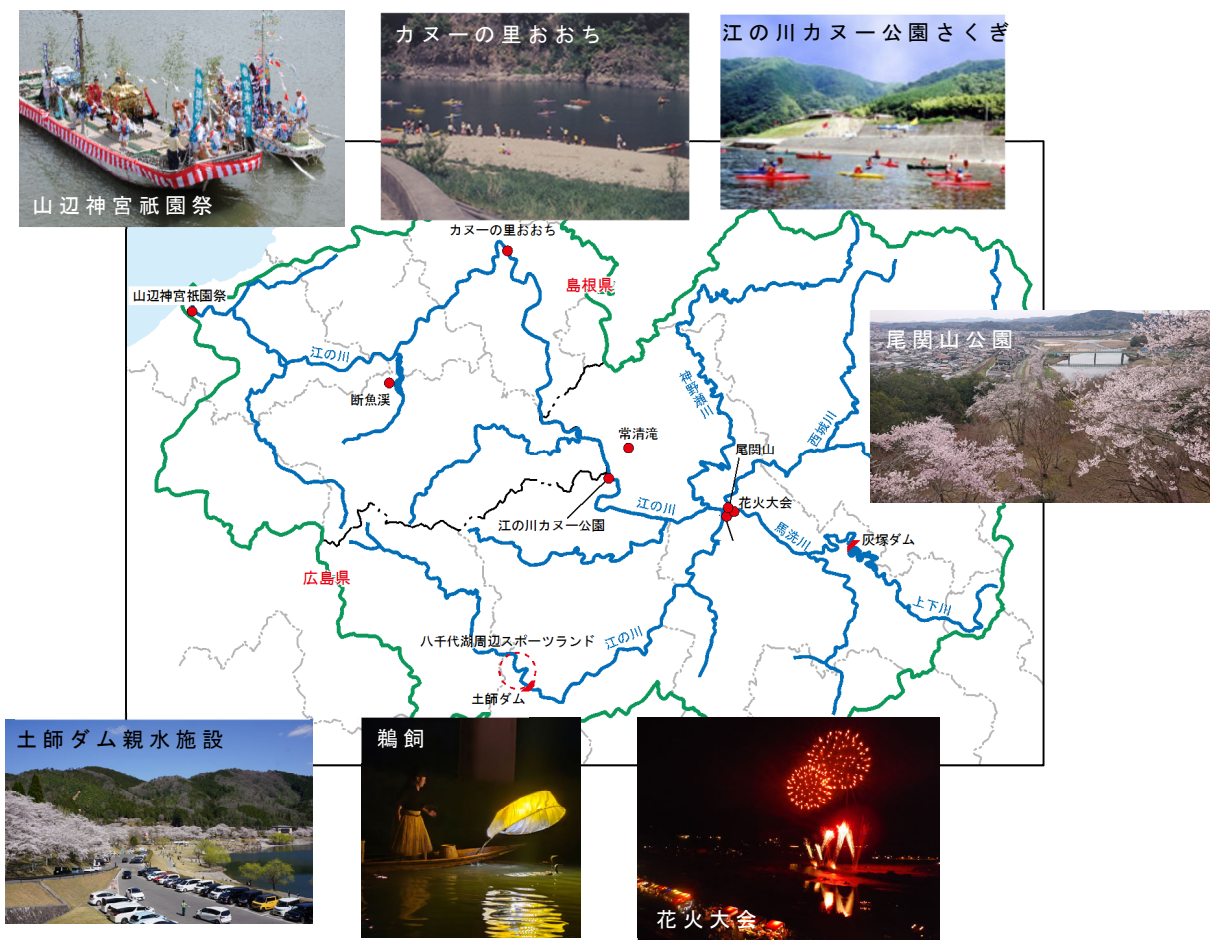 カヌーの里おおち
江の川カヌー公園さくぎ
山辺神宮祇園祭
カヌーの里おおち
島根県
山辺神宮祇園祭
尾関山公園
江の川
神野瀬川
断魚渓
西城川
常清滝
尾関山
花火大会
江の川
江の川カヌー公園
馬洗川
灰塚ダム
広島県
上下川
江の川
八千代湖周辺スポーツランド
土師ダム
土師ダム親水施設
鵜飼
花火大会